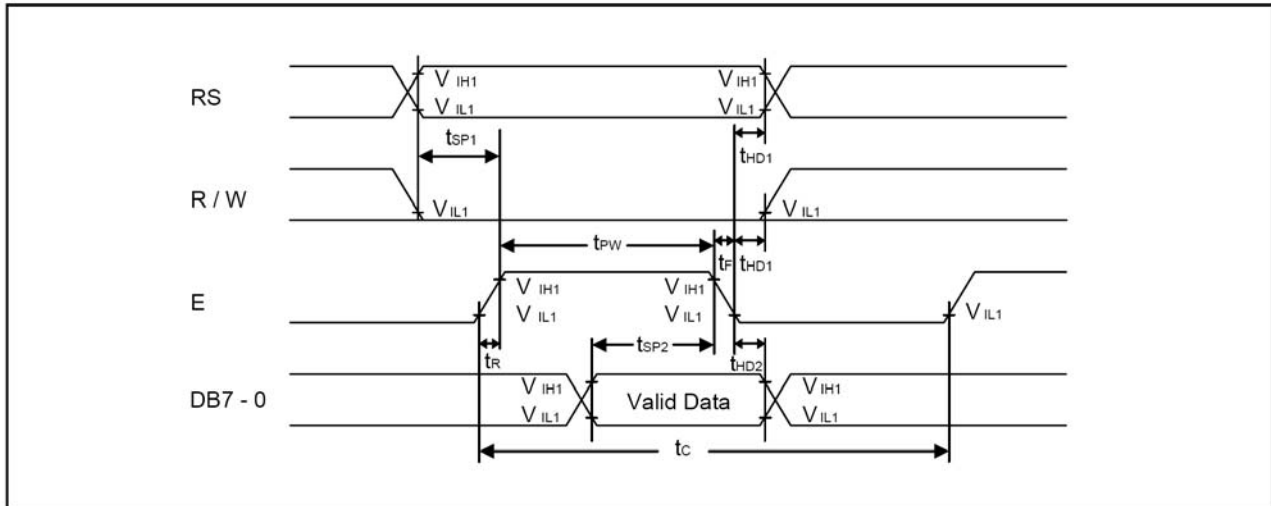 RS
V IH1
V IH1
V IL1
V IL1
tSP1
tHD1
R / W
V IL1
V IL1
tPW
tF
tHD1
E
V IH1
V IH1
V IL1
V IL1
V IL1
tR
tSP2
tHD2
DB7 - 0
V IH1
V IH1
V IL1
Valid Data
V IL1
tC